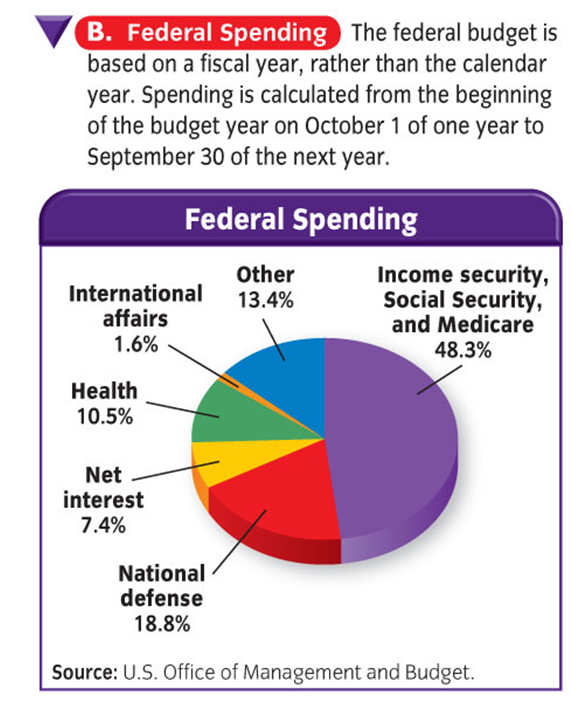 B. Federal Spending The federal budget is
based on a fiscal year, rather than the calendar
year. Spending is calculated from the beginning
of the budget year on October 1 of one year to
September 30 of the next year.
Federal Spending
Other
13.4%
Income security,
Social Security,
and Medicare
48.3%
International
affairs
1.6%
Health
10.5%
Net
interest
7.4%
National
defense
18.8%
Source: U.S. Office of Management and Budget.